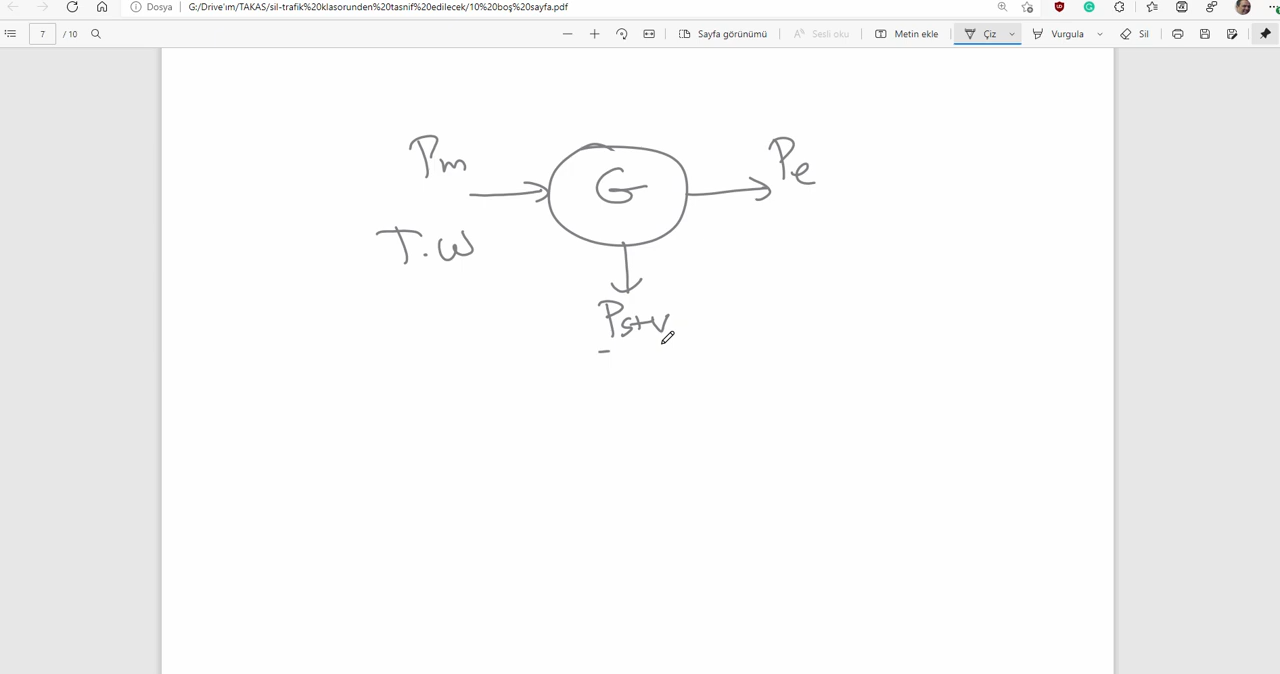 Dosya G:/Drive'ım/TAKAS/sil-trafik%20klasorunden%20tasnif%20edilecek/10%20boş%20sayfa.pdf
7 / 10 Sayfa görünümü Sesli oku Metin ekle Çiz Vurgula Sil
Pm
G
Pe
T.ω
Ps+v